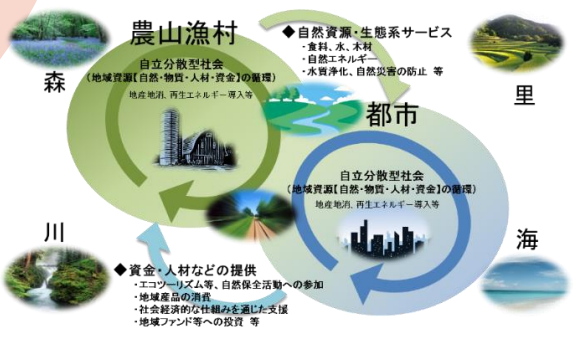 農山漁村
自立分散型社会
(地域資源【自然・物質・人材・資金】の循環)
地産地消、再生エネルギー導入等
◆自然資源・生態系サービス
・食料、水、木材
・自然エネルギー
・水質浄化、自然災害の防止 等
森
里
都市
自立分散型社会
(地域資源【自然・物質・人材・資金】の循環)
地産地消、再生エネルギー導入等
川
海
◆資金・人材などの提供
・エコツーリズム等、自然保全活動への参加
・地域産品の消費
・社会経済的な仕組みを通じた支援
・地域ファンド等への投資 等